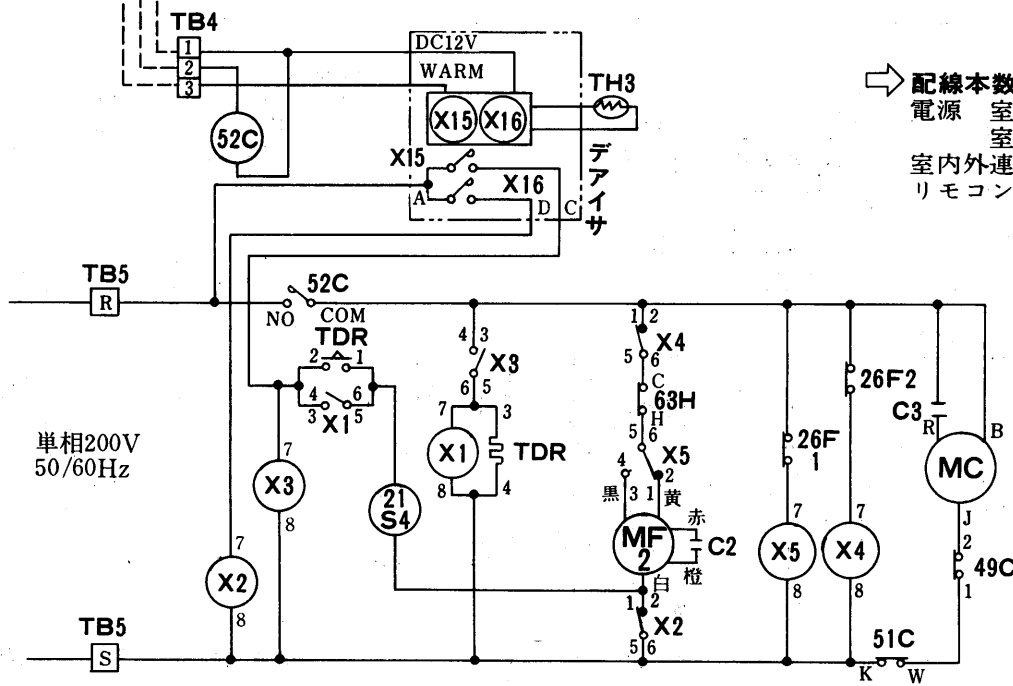 TB4
1
2
3
DC12V
WARM
TH3
X15
X16
52C
X15
X16
A
D
C
デアイサ
配線本数
電源 室
室
室内外連
リモコン
TB5
R
52C
NO
COM
TDR
2
1
4
6
3
5
X1
4
3
X3
6
5
7
3
X1
TDR
8
4
1
2
X4
5
6
C
63H
H
5
6
X5
4
2
黒
3
1
黄
赤
MF
2
C2
橙
白
1
2
X2
5
6
26F2
26F
1
C3
R
B
MC
J
2
49C
1
単相200V
50/60Hz
7
X3
8
21
S4
7
X2
8
7
X5
8
7
X4
8
TB5
S
51C
K
W